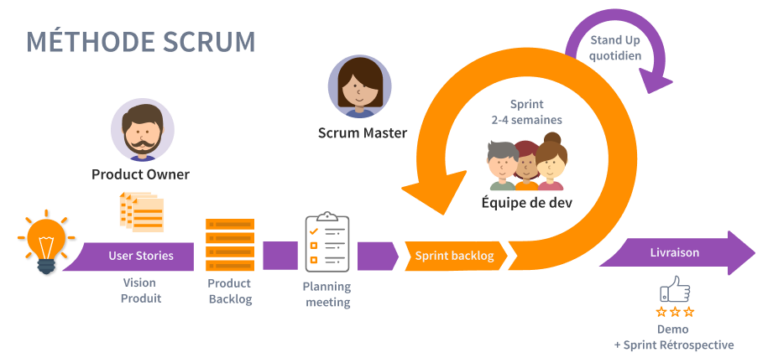 MÉTHODE SCRUM
Stand Up
quotidien
Sprint
2-4 semaines
Scrum Master
Product Owner
Équipe de dev
User Stories
Sprint backlog
Livraison
Vision
Produit
Product
Backlog
Planning
meeting
Demo
+ Sprint Rétrospective